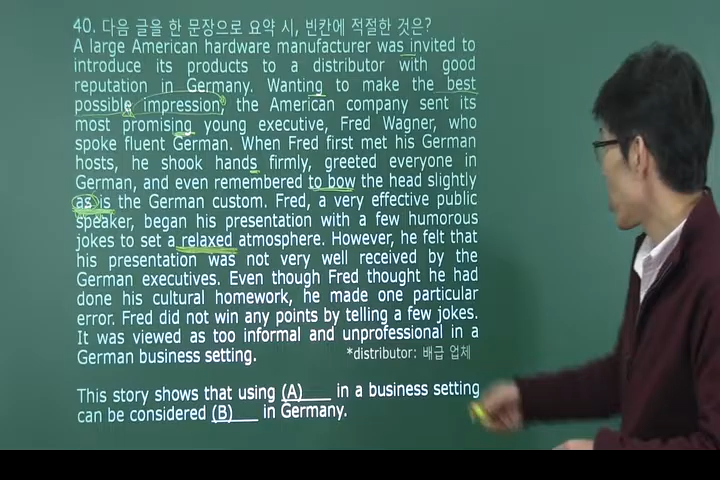 40. 다음 글을 한 문장으로 요약 시, 빈칸에 적절한 것은?
A large American hardware manufacturer was invited to
introduce its products to a distributor with good
reputation in Germany. Wanting to make the best
possible impression, the American company sent its
most promising young executive, Fred Wagner, who
spoke fluent German. When Fred first met his German
hosts, he shook hands firmly, greeted everyone in
German, and even remembered to bow the head slightly
as is the German custom. Fred, a very effective public
speaker, began his presentation with a few humorous
jokes to set a relaxed atmosphere. However, he felt that
his presentation was not very well received by the
German executives. Even though Fred thought he had
done his cultural homework, he made one particular
error. Fred did not win any points by telling a few jokes.
It was viewed as too informal and unprofessional in a
German business setting.
*distributor: 배급 업체
This story shows that using (A)____ in a business setting
can be considered (B)____ in Germany.